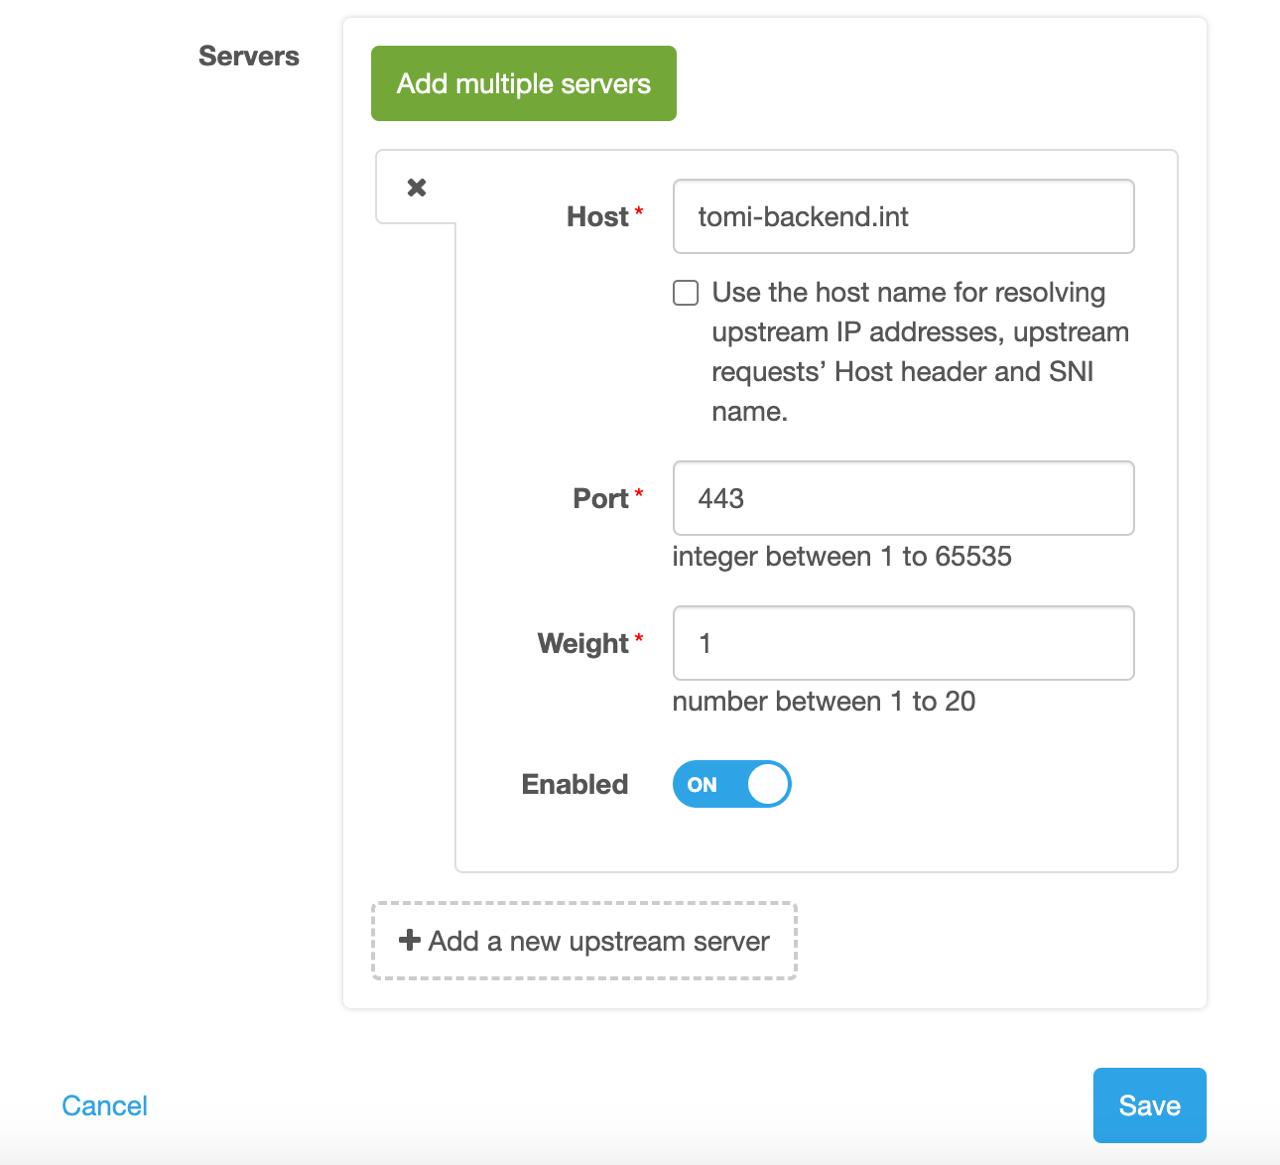 Servers
Add multiple servers
Host *
tomi-backend.int
Use the host name for resolving
upstream IP addresses, upstream
requests’ Host header and SNI
name.
Port *
443
integer between 1 to 65535
Weight *
1
number between 1 to 20
Enabled
ON
Add a new upstream server
Cancel
Save